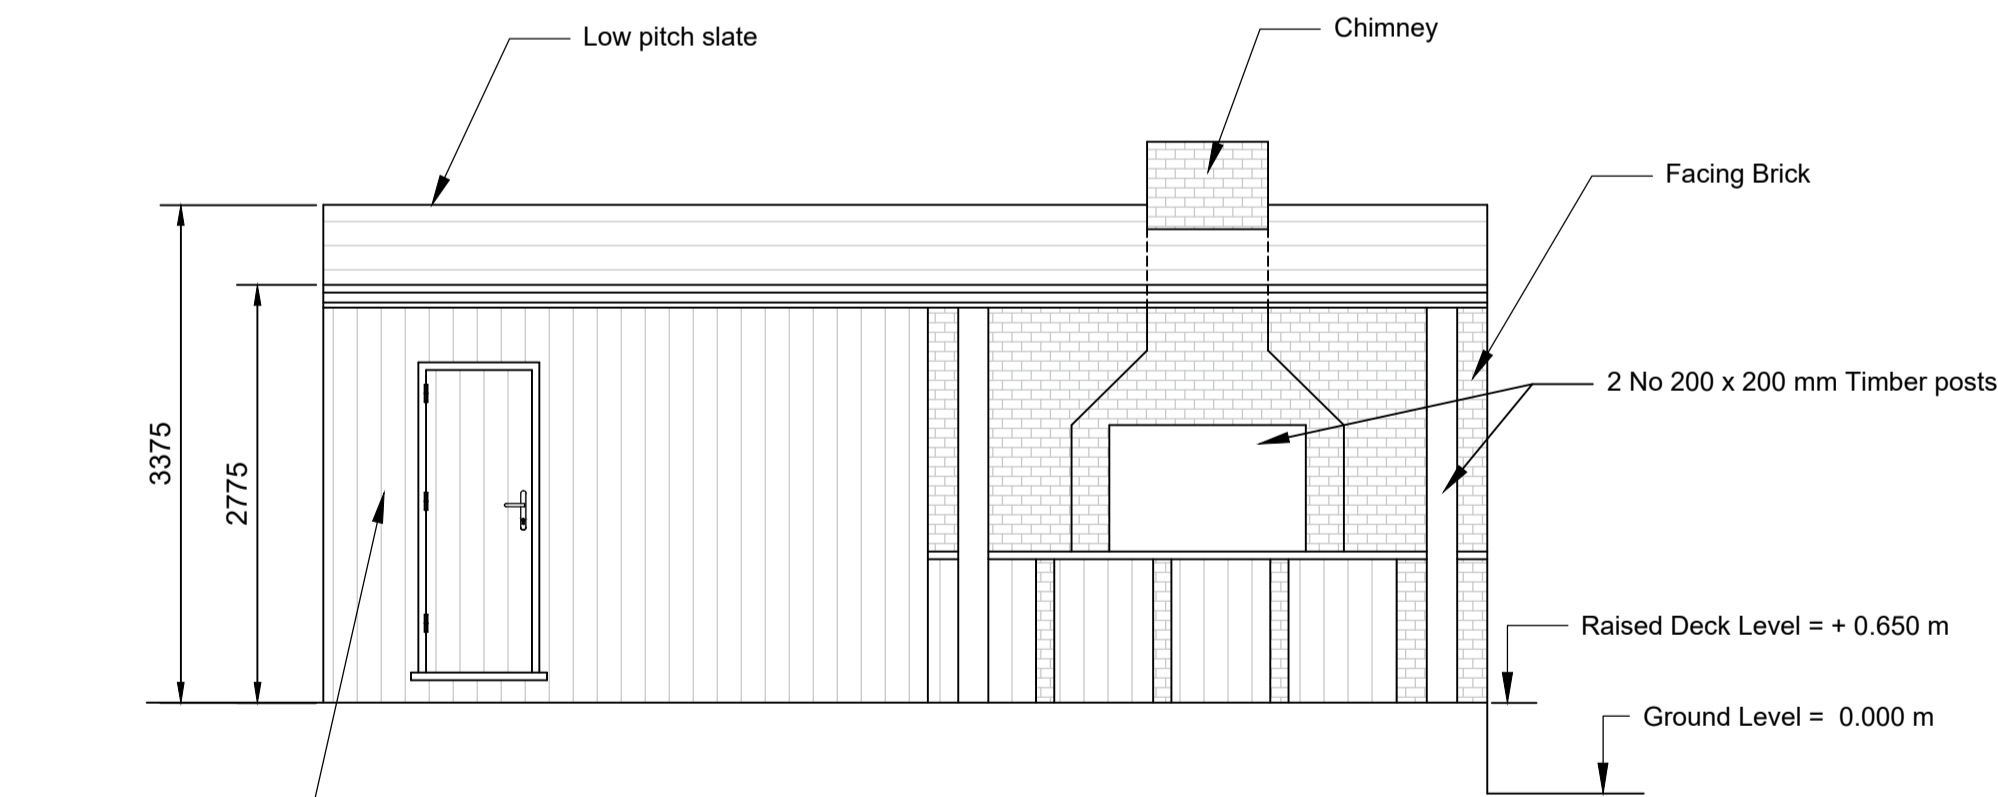 Low pitch slate
Chimney
Facing Brick
2 No 200 x 200 mm Timber posts
3375
2775
Raised Deck Level = + 0.650 m
Ground Level =  0.000 m